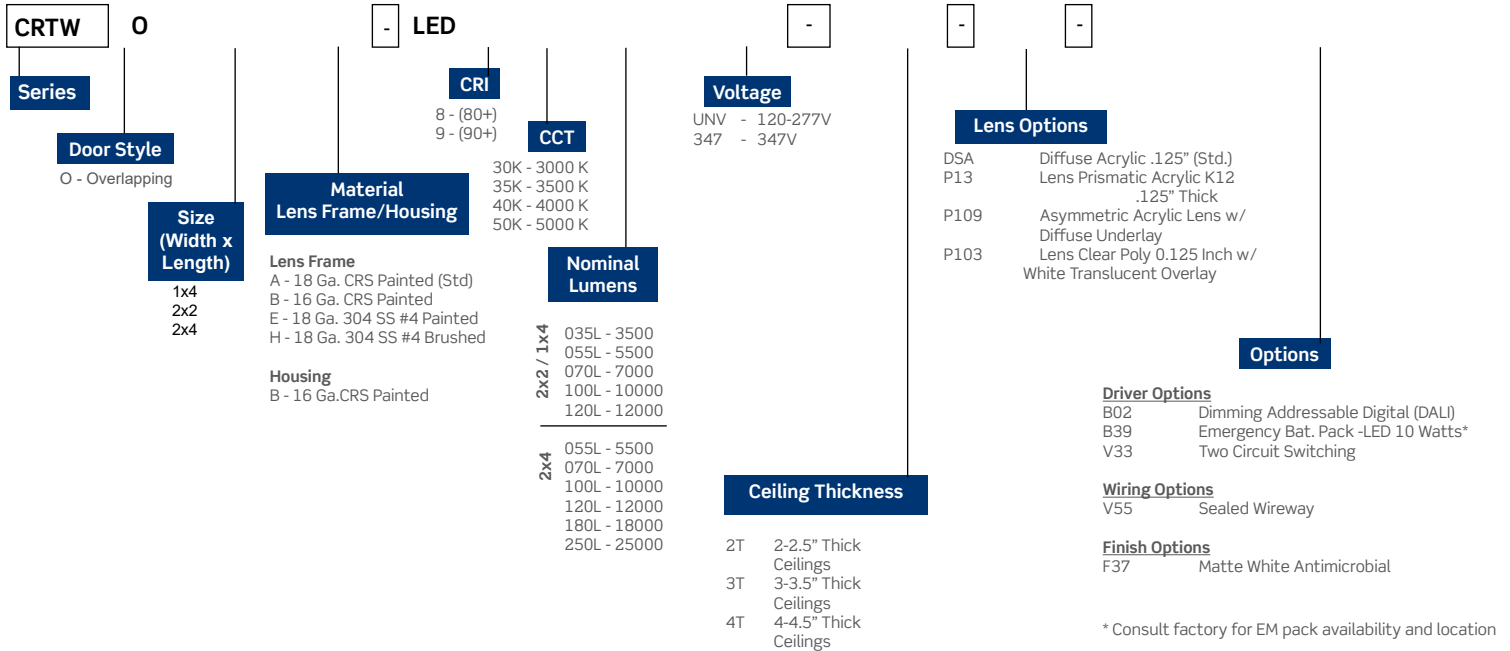 CRTW O - LED - - -
Series
Door Style
O - Overlapping
Size
(Width x
Length)
1x4
2x2
2x4
Material
Lens Frame/Housing
Lens Frame
A - 18 Ga. CRS Painted (Std)
B - 16 Ga. CRS Painted
E - 18 Ga. 304 SS #4 Painted
H - 18 Ga. 304 SS #4 Brushed
Housing
B - 16 Ga.CRS Painted
CRI
8 - (80+)
9 - (90+)
CCT
30K - 3000 K
35K - 3500 K
40K - 4000 K
50K - 5000 K
Nominal
Lumens
2x2 / 1x4
035L - 3500
055L - 5500
070L - 7000
100L - 10000
120L - 12000
2x4
055L - 5500
070L - 7000
100L - 10000
120L - 12000
180L - 18000
250L - 25000
Voltage
UNV - 120-277V
347 - 347V
Ceiling Thickness
2T 2-2.5” Thick
Ceilings
3T 3-3.5” Thick
Ceilings
4T 4-4.5” Thick
Ceilings
Lens Options
DSA Diffuse Acrylic .125” (Std.)
P13 Lens Prismatic Acrylic K12
.125” Thick
P109 Asymmetric Acrylic Lens w/
Diffuse Underlay
P103 Lens Clear Poly 0.125 Inch w/
White Translucent Overlay
Options
Driver Options
B02 Dimming Addressable Digital (DALI)
B39 Emergency Bat. Pack -LED 10 Watts*
V33 Two Circuit Switching
Wiring Options
V55 Sealed Wireway
Finish Options
F37 Matte White Antimicrobial
* Consult factory for EM pack availability and location